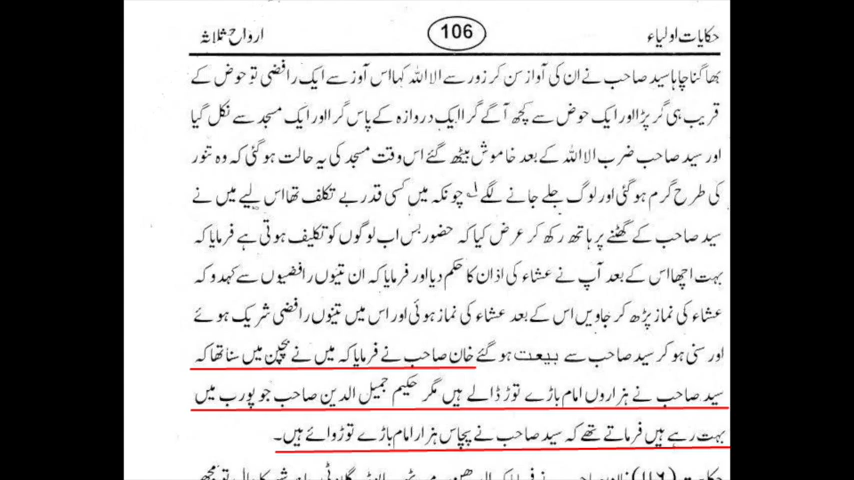 حکایات اولیاء 106 ارواح ثلاثہ
بھاگنا چاہا سید صاحب نے ان کی آواز سن کر زور سے الا اللہ کہا اس آوز سے ایک رافضی تو حوض کے
قریب ہی گر پڑا اور ایک حوض سے کچھ آگے گرا ایک دروازہ کے پاس گرا اور ایک مسجد سے نکل گیا
اور سید صاحب ضرب الا اللہ کے بعد خاموش بیٹھ گئے اس وقت مسجد کی یہ حالت ہو گئی کہ وہ تنور
کی طرح گرم ہو گئی اور لوگ جلے جانے لگے چونکہ میں کسی قدر بے تکلف تھا اس لیے میں نے
سید صاحب کے گھٹنے پر ہاتھ رکھ کر عرض کیا کہ حضور بس اب لوگوں کو تکلیف ہوتی ہے فرمایا کہ
بہت اچھا اس کے بعد آپ نے عشاء کی اذان کا حکم دیا اور فرمایا کہ ان تینوں رافضیوں سے کہدو کہ
عشاء کی نماز پڑھ کر جاویں اس کے بعد عشاء کی نماز ہوئی اور اس میں تینوں رافضی شریک ہوئے
اور سنی ہو کر سید صاحب سے بیعت ہو گئے خان صاحب نے فرمایا کہ میں نے بچپن میں سنا تھا کہ
سید صاحب نے ہزاروں امام باڑے توڑ ڈالے ہیں مگر حکیم جمیل الدین صاحب جو پورب میں
بہت رہے ہیں فرماتے تھے کہ سید صاحب نے پچاس ہزار امام باڑے توڑوائے ہیں۔